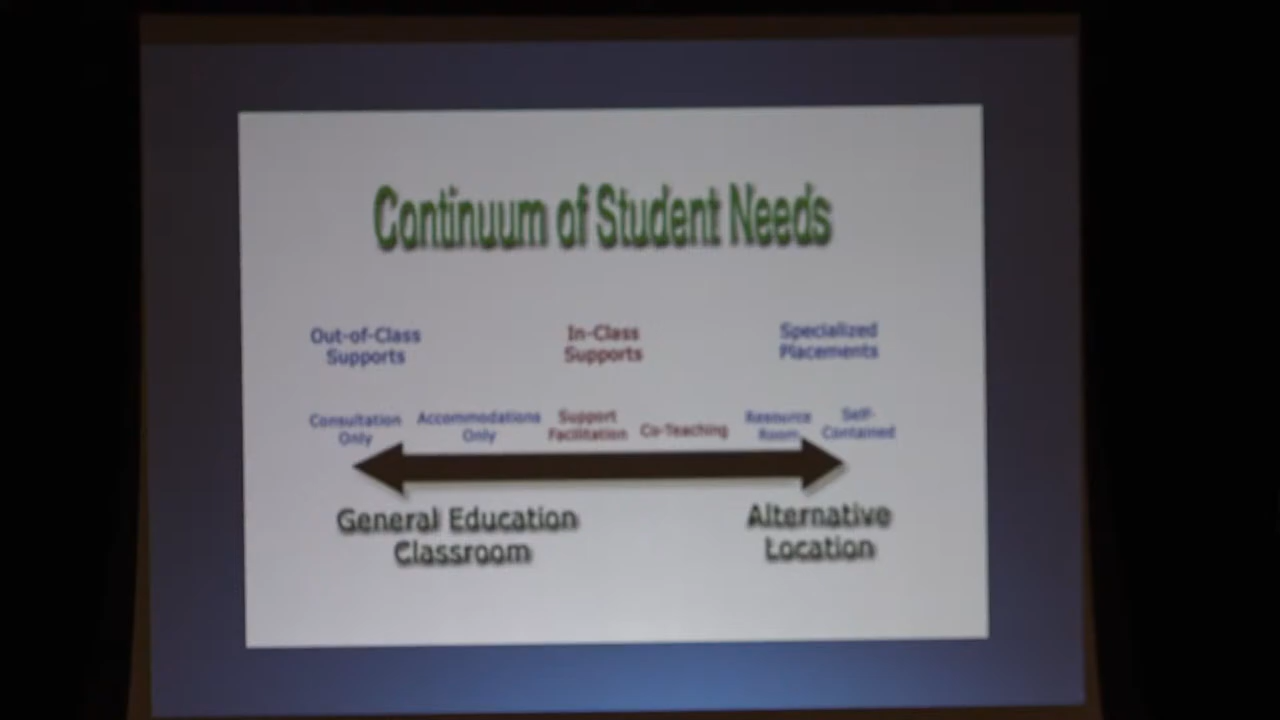 Continuum of Student Needs
Out-of-Class
Supports
In-Class
Supports
Specialized
Placements
Consultation
Only
Accommodations
Only
Support
Facilitation
Co-Teaching
Resource
Room
Self-
Contained
General Education
Classroom
Alternative
Location